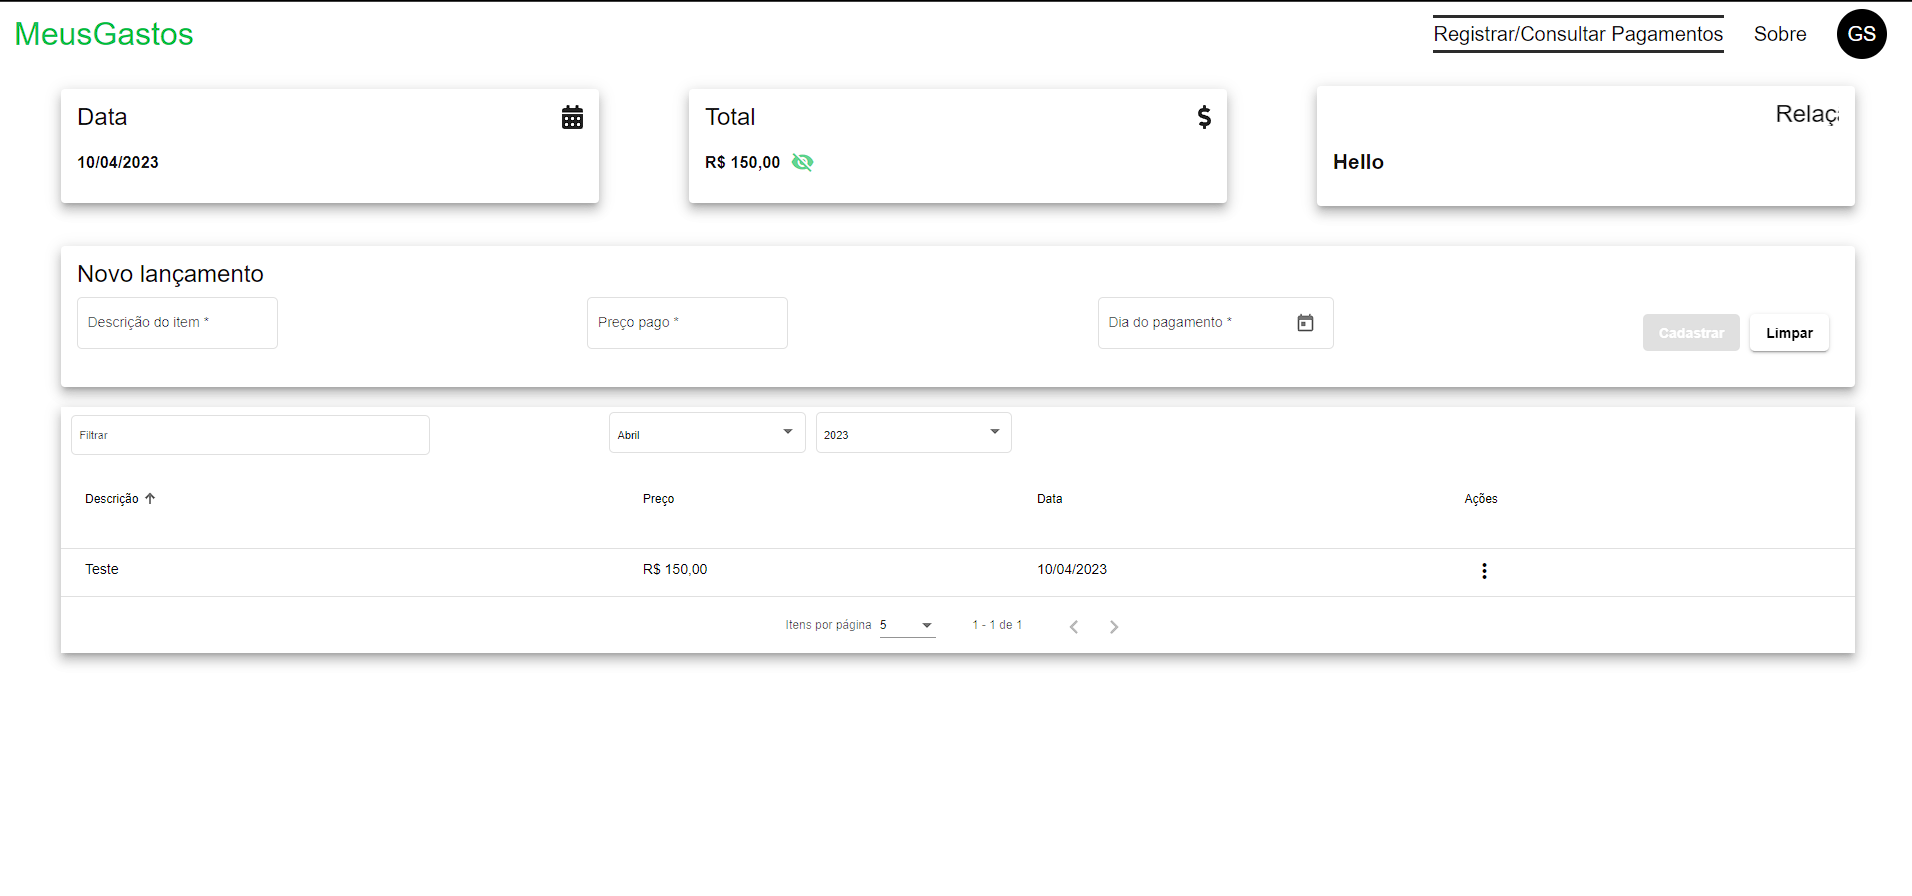 MeusGastos
Registrar/Consultar Pagamentos
Sobre
GS
Data
10/04/2023
Total
R$ 150,00
Hello
Novo lançamento
Descrição do item *
Preço pago *
Dia do pagamento *
Cadastrar
Limpar
Filtrar
Abril
2023
Descrição
Preço
Data
Ações
Teste
R$ 150,00
10/04/2023
Itens por página
5
1 - 1 de 1